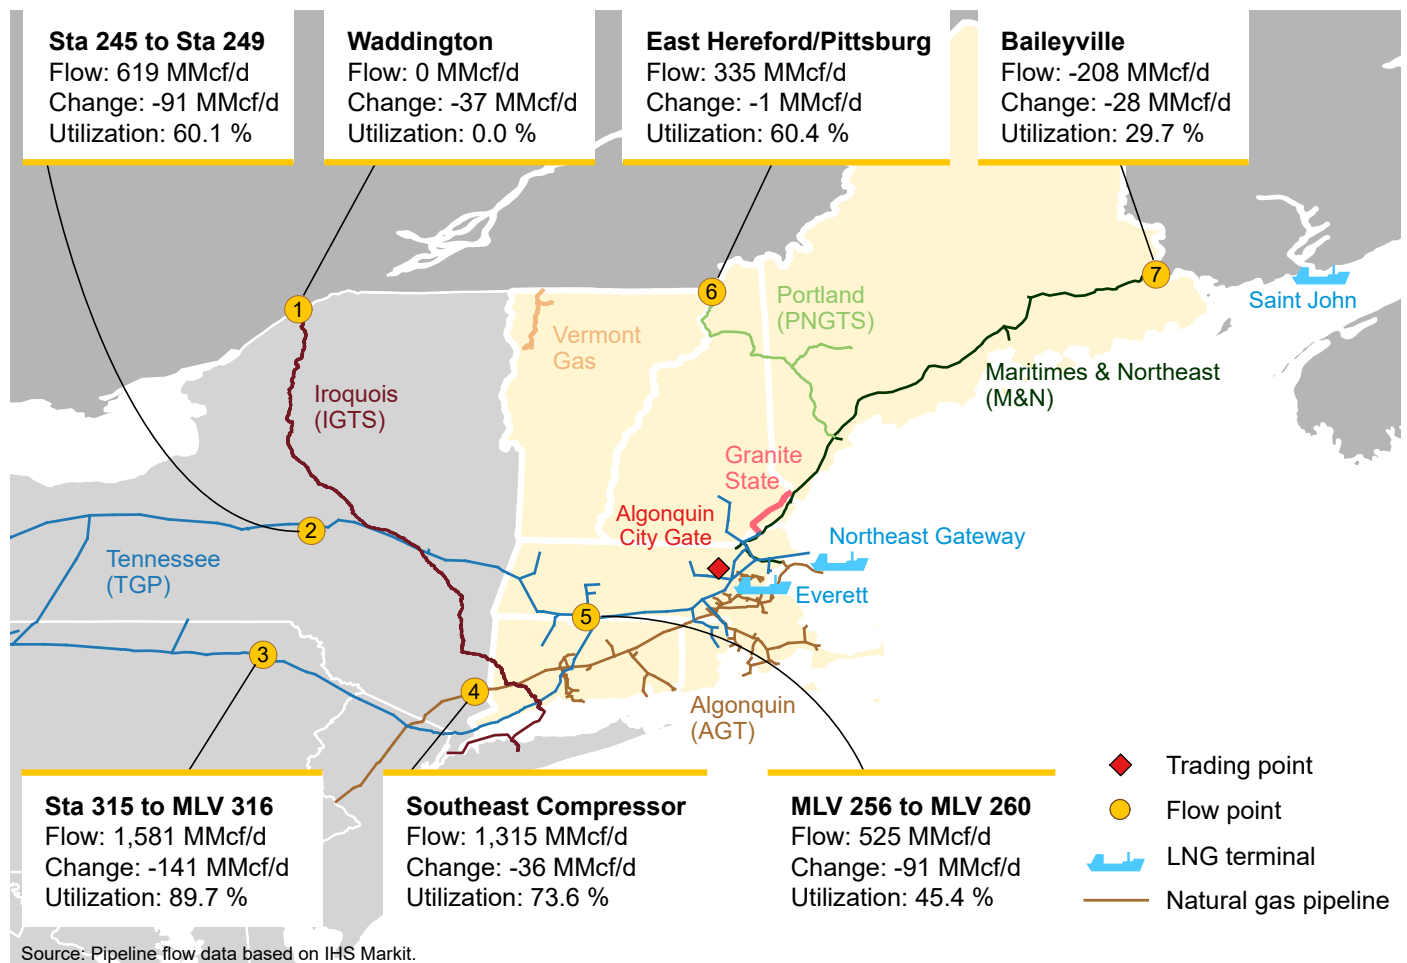 Sta 245 to Sta 249
Flow: 619 MMcf/d
Change: -91 MMcf/d
Utilization: 60.1 %
Waddington
Flow: 0 MMcf/d
Change: -37 MMcf/d
Utilization: 0.0 %
East Hereford/Pittsburg
Flow: 335 MMcf/d
Change: -1 MMcf/d
Utilization: 60.4 %
Baileyville
Flow: -208 MMcf/d
Change: -28 MMcf/d
Utilization: 29.7 %
1
6
7
Saint John
Portland
(PNGTS)
Vermont
Gas
Iroquois
(IGTS)
Maritimes & Northeast
(M&N)
Granite
State
Algonquin
City Gate
2
Northeast Gateway
Tennessee
(TGP)
Everett
5
3
4
Algonquin
(AGT)
Sta 315 to MLV 316
Flow: 1,581 MMcf/d
Change: -141 MMcf/d
Utilization: 89.7 %
Southeast Compressor
Flow: 1,315 MMcf/d
Change: -36 MMcf/d
Utilization: 73.6 %
MLV 256 to MLV 260
Flow: 525 MMcf/d
Change: -91 MMcf/d
Utilization: 45.4 %
Trading point
Flow point
LNG terminal
Natural gas pipeline
Source: Pipeline flow data based on IHS Markit.